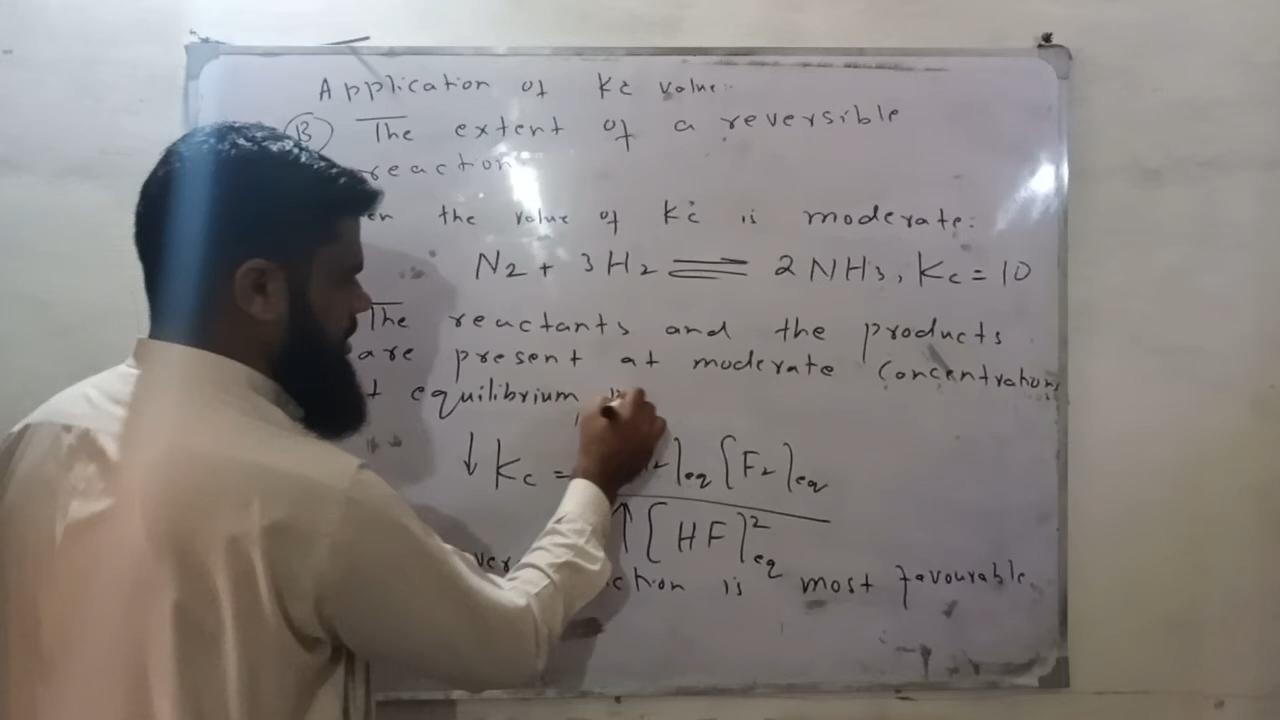 Application of Kc value:
B The extent of a reversible
reaction
the value of Kc is moderate:
N2 + 3H2 ⇌ 2NH3, Kc = 10
The reactants and the products
are present at moderate concentrations
equilibrium
↓ Kc = ]eq [F2]eq
↑ [HF]²eq
is most favourable.